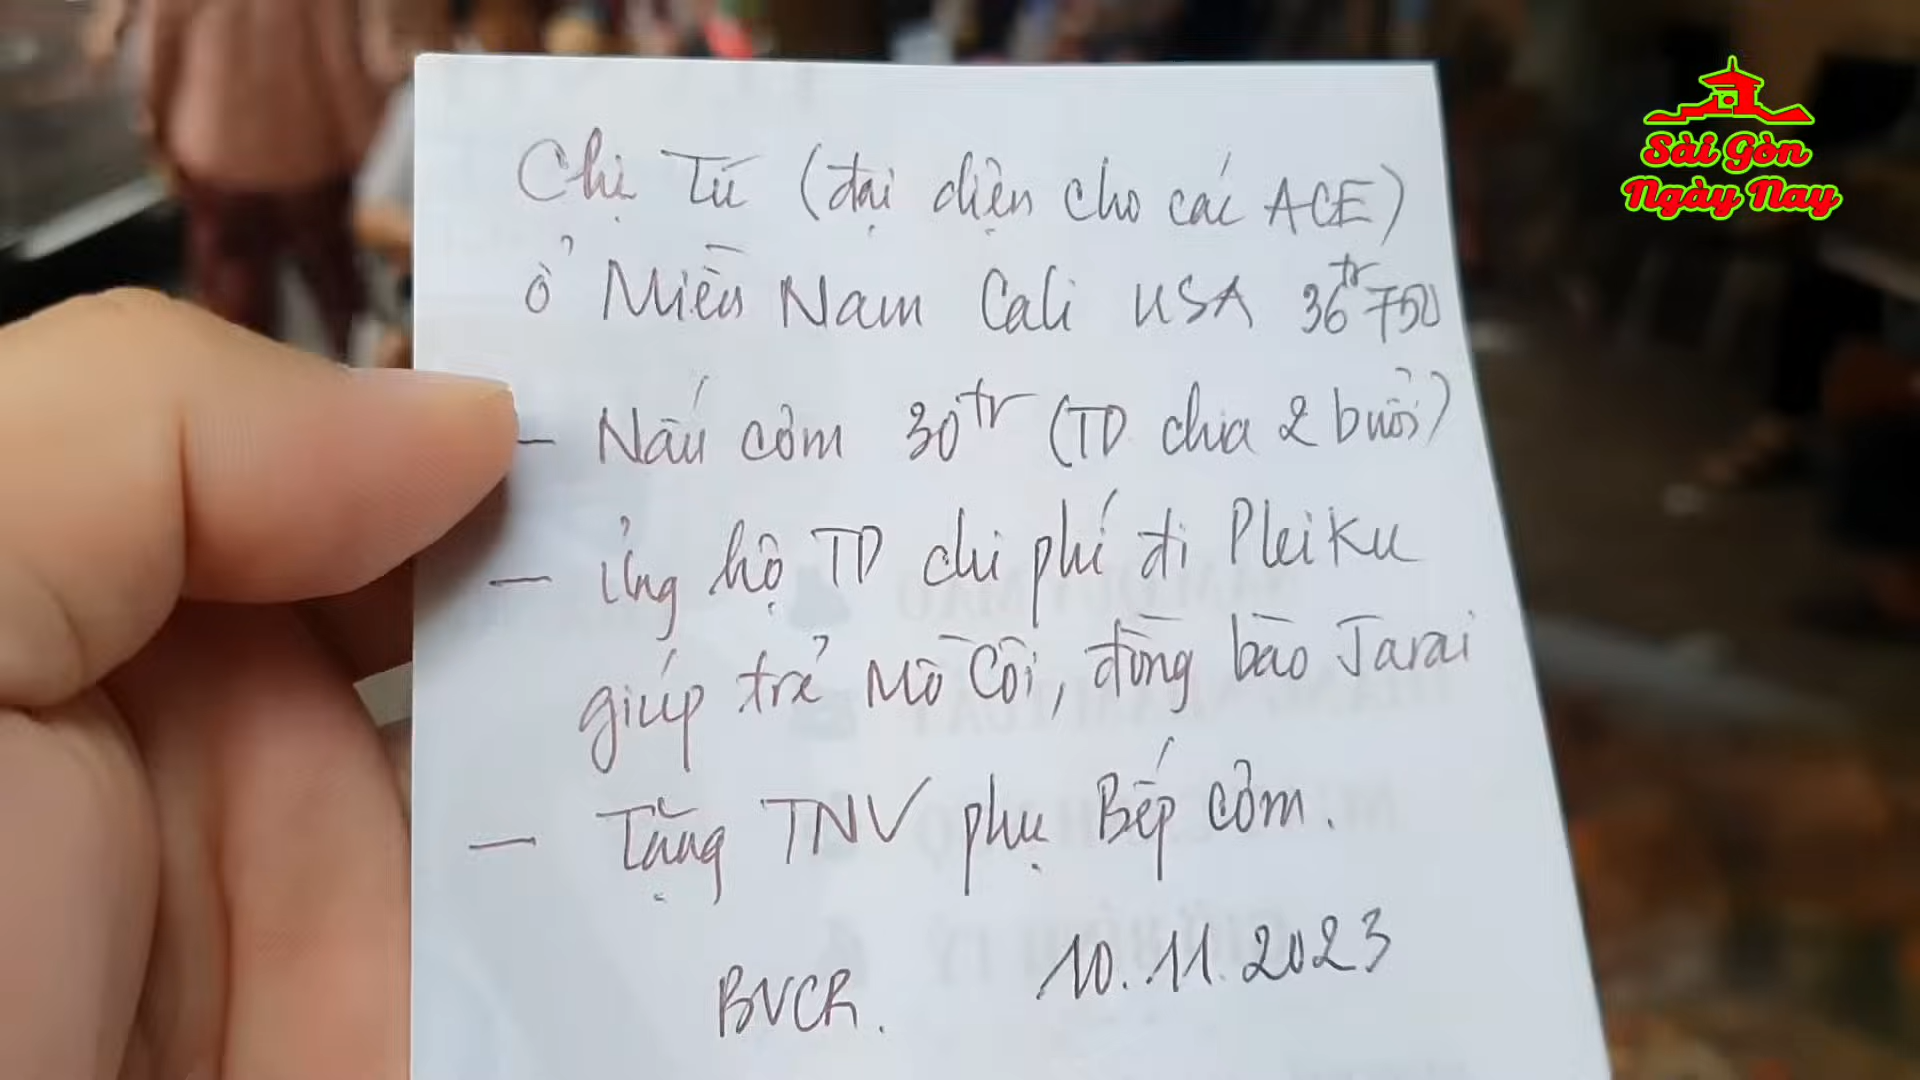 Chị Tú (đại diện cho các ACE)
ở Miền Nam Cali USA 36tr750
- Nấu cơm 30tr (TD chia 2 buổi)
- Ủng hộ TD chi phí đi Pleiku
giúp trẻ Mồ Côi, đồng bào Jarai
- Tặng TNV phụ Bếp cơm.
BVCR. 10.11.2023
Sài Gòn
Ngày Nay